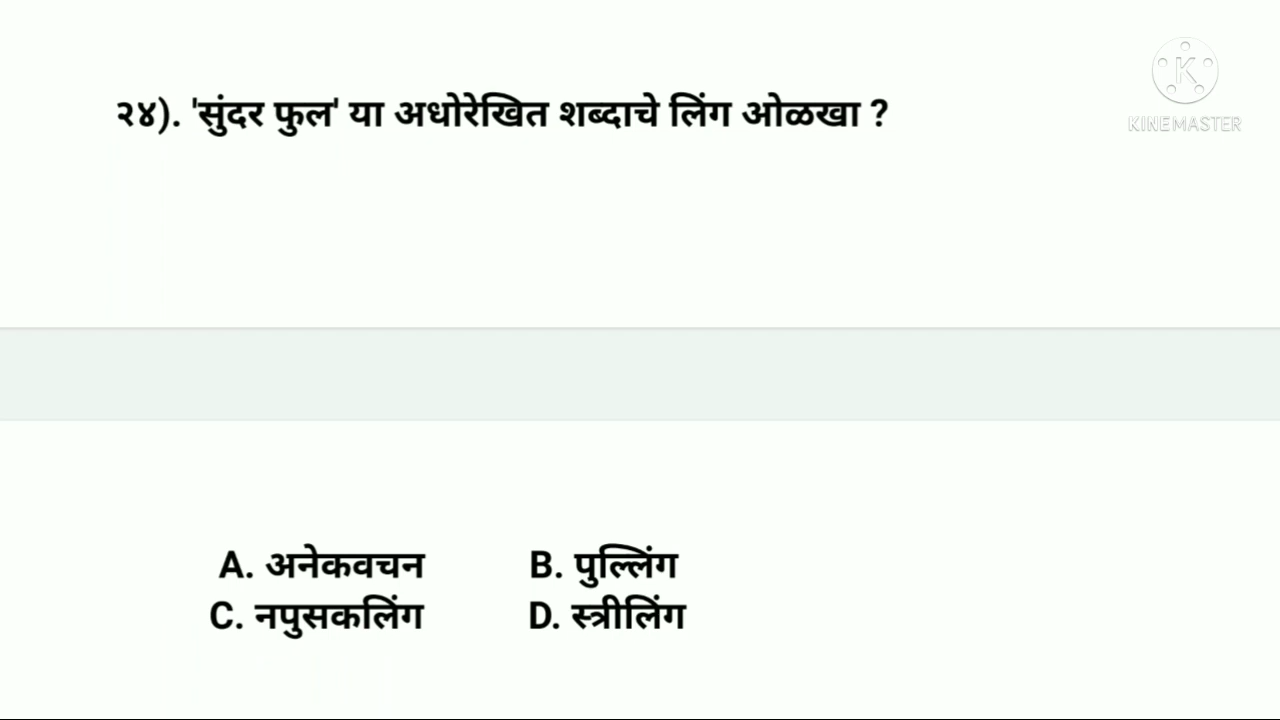 २४). 'सुंदर फुल' या अधोरेखित शब्दाचे लिंग ओळखा ?
KINEMASTER
A. अनेकवचन B. पुल्लिंग
C. नपुसकलिंग D. स्त्रीलिंग